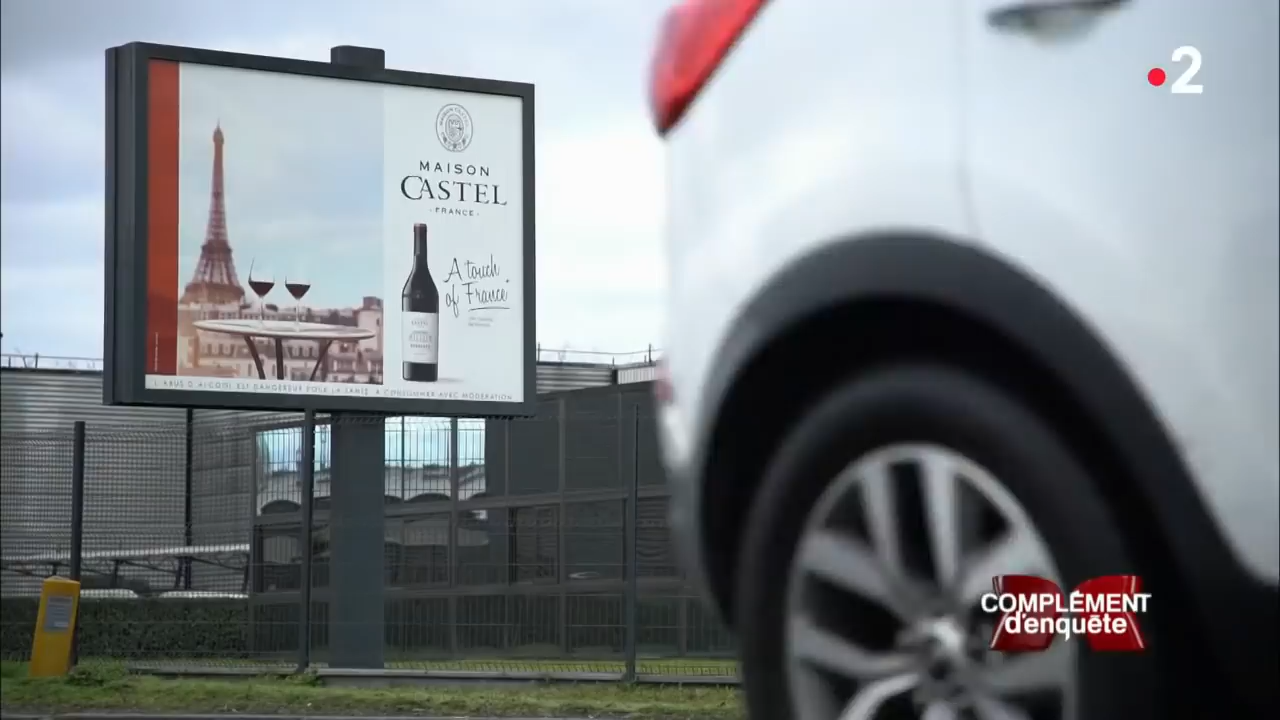 2
MAISON
CASTEL
- FRANCE -
A touch
of France*
L'ABUS D'ALCOOL EST DANGEREUX POUR LA SANTÉ. À CONSOMMER AVEC MODÉRATION.
COMPLÉMENT
d'enquête